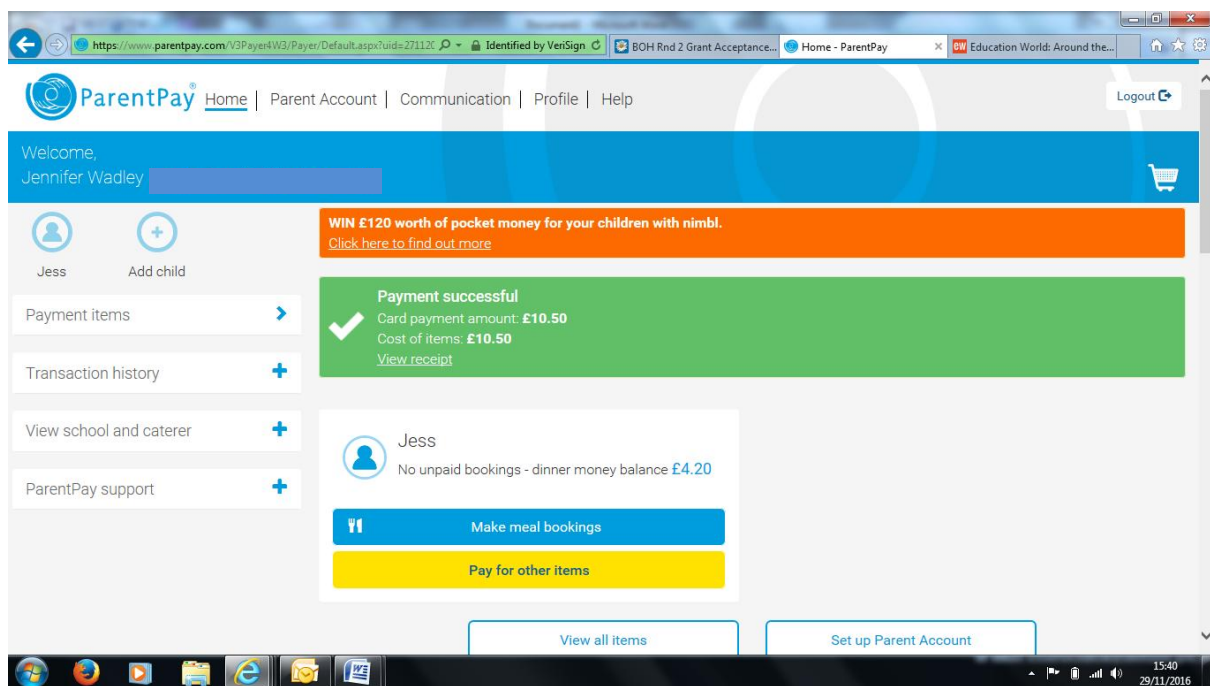 https://www.parentpay.com/V3Payer4W3/Payer/Default.aspx?uid=27112C
Identified by VeriSign
BOH Rnd 2 Grant Acceptance...
Home - ParentPay
EW Education World: Around the...
ParentPay®
Home | Parent Account | Communication | Profile | Help
Logout
Welcome,
Jennifer Wadley
Jess
Add child
Payment items
Transaction history
View school and caterer
ParentPay support
WIN £120 worth of pocket money for your children with nimbl.
Click here to find out more
Payment successful
Card payment amount: £10.50
Cost of items: £10.50
View receipt
Jess
No unpaid bookings - dinner money balance £4.20
Make meal bookings
Pay for other items
View all items
Set up Parent Account
15:40
29/11/2016